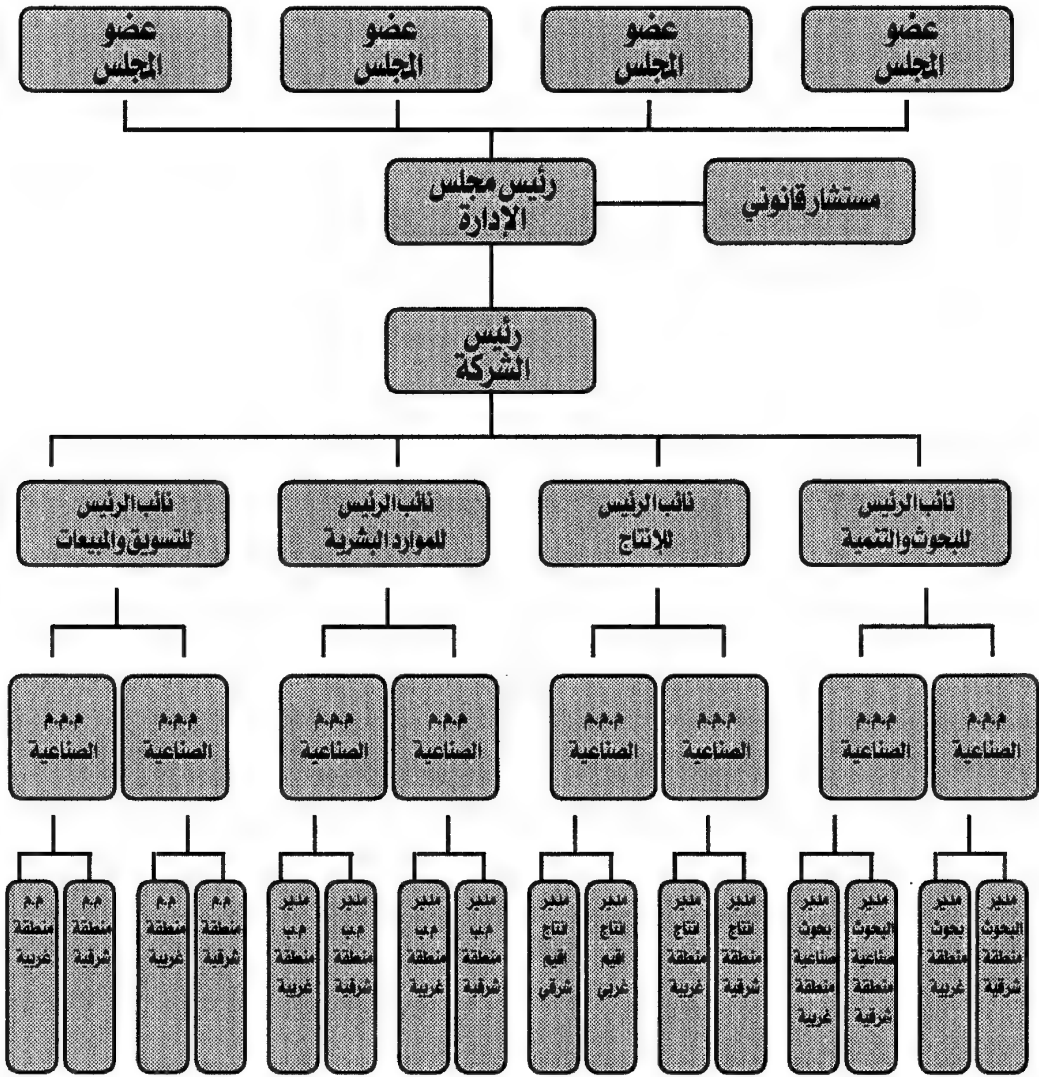 عضو
المجلس
عضو
المجلس
عضو
المجلس
عضو
المجلس
رئيس مجلس
الإدارة
مستشار قانوني
رئيس
الشركة
نائب الرئيس
للبحوث والتنمية
نائب الرئيس
للإنتاج
نائب الرئيس
للموارد البشرية
نائب الرئيس
للتسويق والمبيعات
م.م.م
الصناعية
م.م.م
الصناعية
م.م.م
الصناعية
م.م.م
الصناعية
م.م.م
الصناعية
م.م.م
الصناعية
م.م.م
الصناعية
م.م.م
الصناعية
مدير
البحوث
منطقة
شرقية
مدير
بحوث
منطقة
غربية
مدير
البحوث
صناعية
منطقة
شرقية
مدير
بحوث
صناعية
منطقة
غربية
مدير
انتاج
منطقة
شرقية
مدير
انتاج
منطقة
غربية
مدير
انتاج
اقيم
غربي
مدير
انتاج
اقيم
شرقي
مدير
م.ب
منطقة
شرقية
مدير
م.ب
منطقة
غربية
مدير
م.ب
منطقة
شرقية
مدير
م.ب
منطقة
غربية
م.م
منطقة
شرقية
م.م
منطقة
غربية
م.م
منطقة
شرقية
م.م
منطقة
غربية